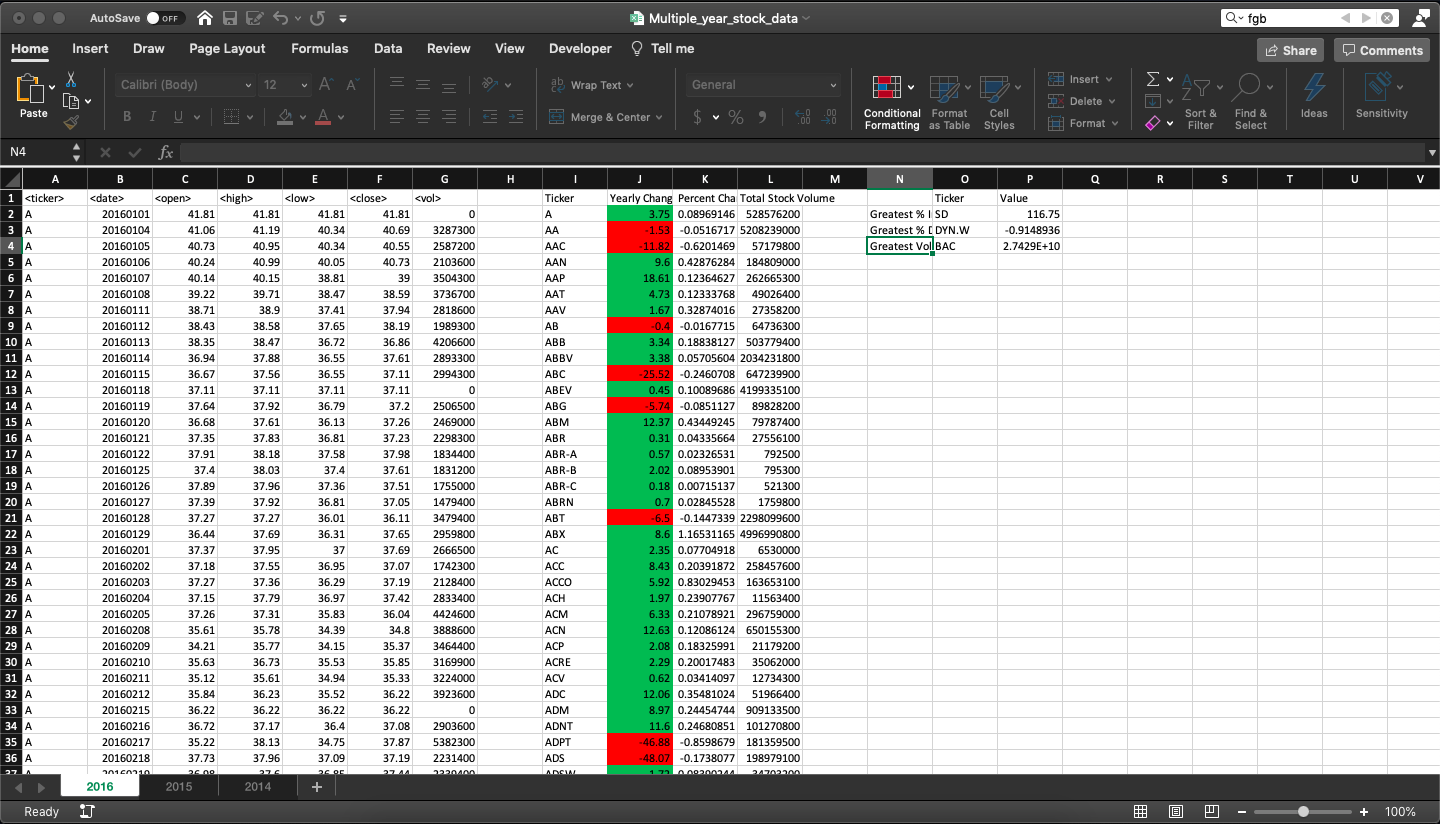 AutoSave OFF Multiple_year_stock_data fgb
Home Insert Draw Page Layout Formulas Data Review View Developer Tell me Share Comments
Paste Calibri (Body) 12 Wrap Text Merge & Center General Conditional Formatting Format as Table Cell Styles Insert Delete Format Sort & Filter Find & Select Ideas Sensitivity
N4 fx
A B C D E F G H I J K L M N O P Q R S T U V
1 <ticker> <date> <open> <high> <low> <close> <vol> Ticker Yearly Chang Percent Cha Total Stock Volume Ticker Value
2 A 20160101 41.81 41.81 41.81 41.81 0 A 3.75 0.08969146 528576200 Greatest % I SD 116.75
3 A 20160104 41.06 41.19 40.34 40.69 3287300 AA -1.53 -0.0516717 5208239000 Greatest % D DYN.W -0.9148936
4 A 20160105 40.73 40.95 40.34 40.55 2587200 AAC -11.82 -0.6201469 57179800 Greatest Vol BAC 2.7429E+10
5 A 20160106 40.24 40.99 40.05 40.73 2103600 AAN 9.6 0.42876284 184809000
6 A 20160107 40.14 40.15 38.81 39 3504300 AAP 18.61 0.12364627 262665300
7 A 20160108 39.22 39.71 38.47 38.59 3736700 AAT 4.73 0.12333768 49026400
8 A 20160111 38.71 38.9 37.41 37.94 2818600 AAV 1.67 0.32874016 27358200
9 A 20160112 38.43 38.58 37.65 38.19 1989300 AB -0.4 -0.0167715 64736300
10 A 20160113 38.35 38.47 36.72 36.86 4206600 ABB 3.34 0.18838127 503779400
11 A 20160114 36.94 37.88 36.55 37.61 2893300 ABBV 3.38 0.05705604 2034231800
12 A 20160115 36.67 37.56 36.55 37.11 2994300 ABC -25.52 -0.2460708 647239900
13 A 20160118 37.11 37.11 37.11 37.11 0 ABEV 0.45 0.10089686 4199335100
14 A 20160119 37.64 37.92 36.79 37.2 2506500 ABG -5.74 -0.0851127 89828200
15 A 20160120 36.68 37.61 36.13 37.26 2469000 ABM 12.37 0.43449245 79787400
16 A 20160121 37.35 37.83 36.81 37.23 2298300 ABR 0.31 0.04335664 27556100
17 A 20160122 37.91 38.18 37.58 37.98 1834400 ABR-A 0.57 0.02326531 792500
18 A 20160125 37.4 38.03 37.4 37.61 1831200 ABR-B 2.02 0.08953901 795300
19 A 20160126 37.89 37.96 37.36 37.51 1755000 ABR-C 0.18 0.00715137 521300
20 A 20160127 37.39 37.92 36.81 37.05 1479400 ABRN 0.7 0.02845528 1759800
21 A 20160128 37.27 37.27 36.01 36.11 3479400 ABT -6.5 -0.1447339 2298099600
22 A 20160129 36.44 37.69 36.31 37.65 2959800 ABX 8.6 1.16531165 4996990800
23 A 20160201 37.37 37.95 37 37.69 2666500 AC 2.35 0.07704918 6530000
24 A 20160202 37.18 37.55 36.95 37.07 1742300 ACC 8.43 0.20391872 258457600
25 A 20160203 37.27 37.36 36.29 37.19 2128400 ACCO 5.92 0.83029453 163653100
26 A 20160204 37.15 37.79 36.97 37.42 2833400 ACH 1.97 0.23907767 11563400
27 A 20160205 37.26 37.31 35.83 36.04 4424600 ACM 6.33 0.21078921 296759000
28 A 20160208 35.61 35.78 34.39 34.8 3888600 ACN 12.63 0.12086124 650155300
29 A 20160209 34.21 35.77 34.15 35.37 3464400 ACP 2.08 0.18325991 21179200
30 A 20160210 35.63 36.73 35.53 35.85 3169900 ACRE 2.29 0.20017483 35062000
31 A 20160211 35.12 35.61 34.94 35.33 3224000 ACV 0.62 0.03414097 12734300
32 A 20160212 35.84 36.23 35.52 36.22 3923600 ADC 12.06 0.35481024 51966400
33 A 20160215 36.22 36.22 36.22 36.22 0 ADM 8.97 0.24454744 909133500
34 A 20160216 36.72 37.17 36.4 37.08 2903600 ADNT 11.6 0.24680851 101270800
35 A 20160217 35.22 38.13 34.75 37.87 5382300 ADPT -46.88 -0.8598679 181359500
36 A 20160218 37.73 37.96 37.09 37.19 2231400 ADS -48.07 -0.1738077 198979100
2016 2015 2014 +
Ready 100%